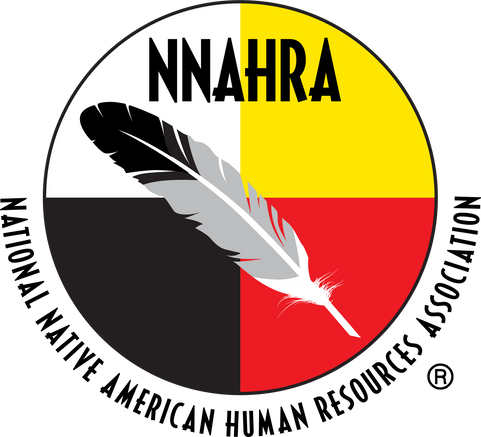 NNAHRA
NATIONAL NATIVE AMERICAN HUMAN RESOURCES ASSOCIATION
®